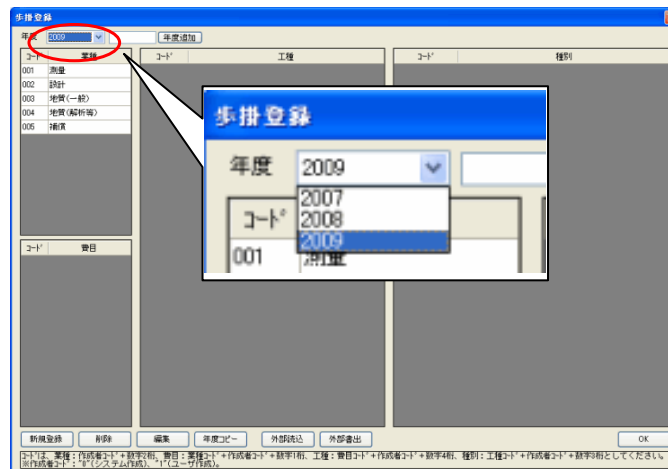 歩掛登録
年度 2009 年度追加
コード 業種
001 測量
002 設計
003 地質(一般)
004 地質(解析等)
005 補償
コード 工種
コード 種別
歩掛登録
年度 2009
2007
2008
2009
コード
001 測量
コード 費目
新規登録 削除 編集 年度コピー 外部読込 外部書出 OK
コードは、業種:作成者コード+数字2桁、費目:業種コード+作成者コード+数字1桁、工種:費目コード+作成者コード+数字4桁、種別:工種コード+作成者コード+数字3桁としてください。
※作成者コード:"0"(システム作成)、"1"(ユーザ作成)。